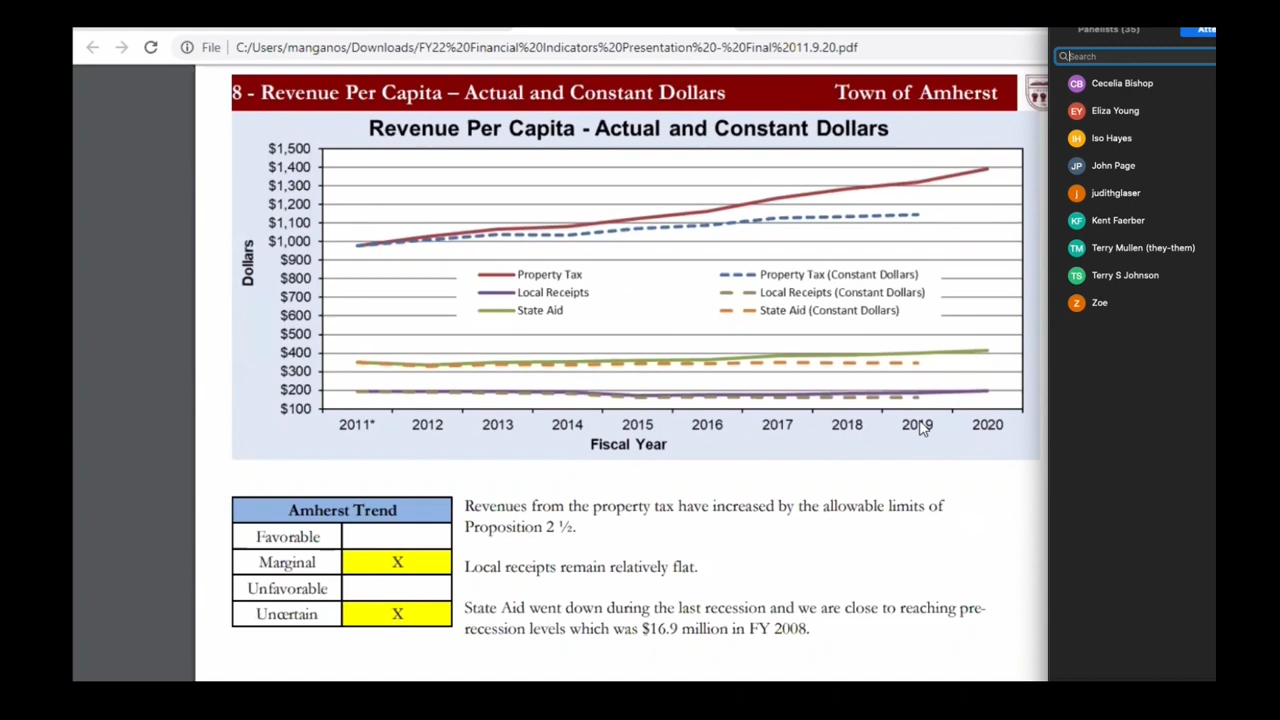 Panelists (35)
File
C:/Users/manganos/Downloads/FY22%20Financial%20Indicators%20Presentation%20-%20Final%2011.9.20.pdf
Search
8 - Revenue Per Capita – Actual and Constant Dollars
Town of Amherst
Revenue Per Capita - Actual and Constant Dollars
$1,500
$1,400
$1,300
$1,200
$1,100
$1,000
$900
$800
$700
$600
$500
$400
$300
$200
$100
Dollars
Property Tax
Property Tax (Constant Dollars)
Local Receipts
Local Receipts (Constant Dollars)
State Aid
State Aid (Constant Dollars)
2011* 2012 2013 2014 2015 2016 2017 2018 2019 2020
Fiscal Year
Amherst Trend
Favorable
Marginal X
Unfavorable
Uncertain X
Revenues from the property tax have increased by the allowable limits of
Proposition 2 ½.
Local receipts remain relatively flat.
State Aid went down during the last recession and we are close to reaching pre-
recession levels which was $16.9 million in FY 2008.
CB Cecelia Bishop
EY Eliza Young
IH Iso Hayes
JP John Page
j judithglaser
KF Kent Faerber
TM Terry Mullen (they-them)
TS Terry S Johnson
Z Zoe